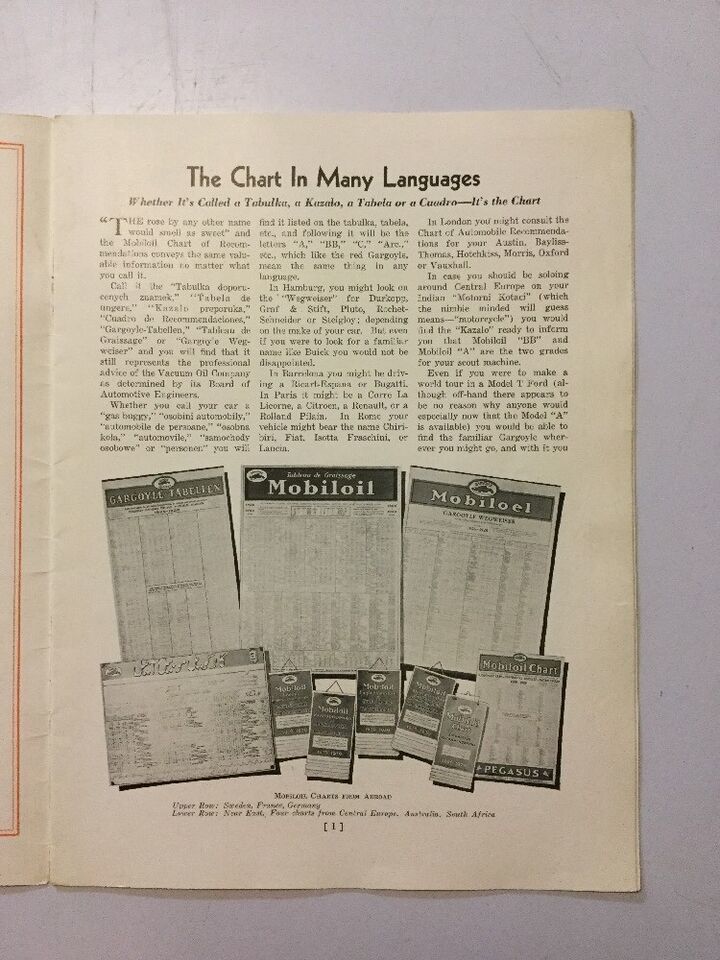 The Chart In Many Languages
Whether It's Called a Tabulka, a Kazalo, a Tabela or a Cuadro—It's the Chart
"THE rose by any other name
would smell as sweet" and
the Mobiloil Chart of Recom-
mendations conveys the same valu-
able information no matter what
you call it.
Call it the "Tabulka doporu-
cenych znamek," "Tabela de
ungere," "Kazalo preporuka,"
"Cuadro de Recommendaciones,"
"Gargoyle-Tabellen," "Tableau de
Graissage" or "Gargoyle Weg-
weiser" and you will find that it
still represents the professional
advice of the Vacuum Oil Company
as determined by its Board of
Automotive Engineers.
Whether you call your car a
"gas buggy," "osobini automobily,"
"automobile de persoane," "osobna
kola," "automovile," "samochody
osobowe" or "personen" you will
find it listed on the tabulka, tabela,
etc., and following it will be the
letters "A," "BB," "C," "Arc.,"
etc., which like the red Gargoyle,
mean the same thing in any
language.
In Hamburg, you might look on
the "Wegweiser" for Durkopp,
Graf & Stift, Pluto, Rochet-
Schneider or Steigloy; depending
on the make of your car. But even
if you were to look for a familiar
name like Buick you would not be
disappointed.
In Barcelona you might be driv-
ing a Ricart-Espana or Bugatti.
In Paris it might be a Corre La
Licorne, a Citroen, a Renault, or a
Rolland Pilain. In Rome your
vehicle might bear the name Chiri-
biri, Fiat, Isotta Fraschini, or
Lancia.
In London you might consult the
Chart of Automobile Recommenda-
tions for your Austin, Bayliss-
Thomas, Hotchkiss, Morris, Oxford
or Vauxhall.
In case you should be soloing
around Central Europe on your
Indian "Motorni Kotaci" (which
the nimble minded will guess
means—"motorcycle") you would
find the "Kazalo" ready to inform
you that Mobiloil "BB" and
Mobiloil "A" are the two grades
for your scout machine.
Even if you were to make a
world tour in a Model T Ford (al-
though off-hand there appears to
be no reason why anyone would
especially now that the Model "A"
is available) you would be able to
find the familiar Gargoyle wher-
ever you might go, and with it you
GARGOYLE TABELLEN
Tableau de Graissage
Mobiloil
Mobiloel
GARGOYLE WEGWEISER
Mobiloil
Mobiloil
Mobiloil
Mobiloil
Mobiloil
Mobiloil Chart
PEGASUS
MOBILOIL CHARTS FROM ABROAD
Upper Row: Sweden, France, Germany
Lower Row: Near East, Four charts from Central Europe, Australia, South Africa
[ 1 ]